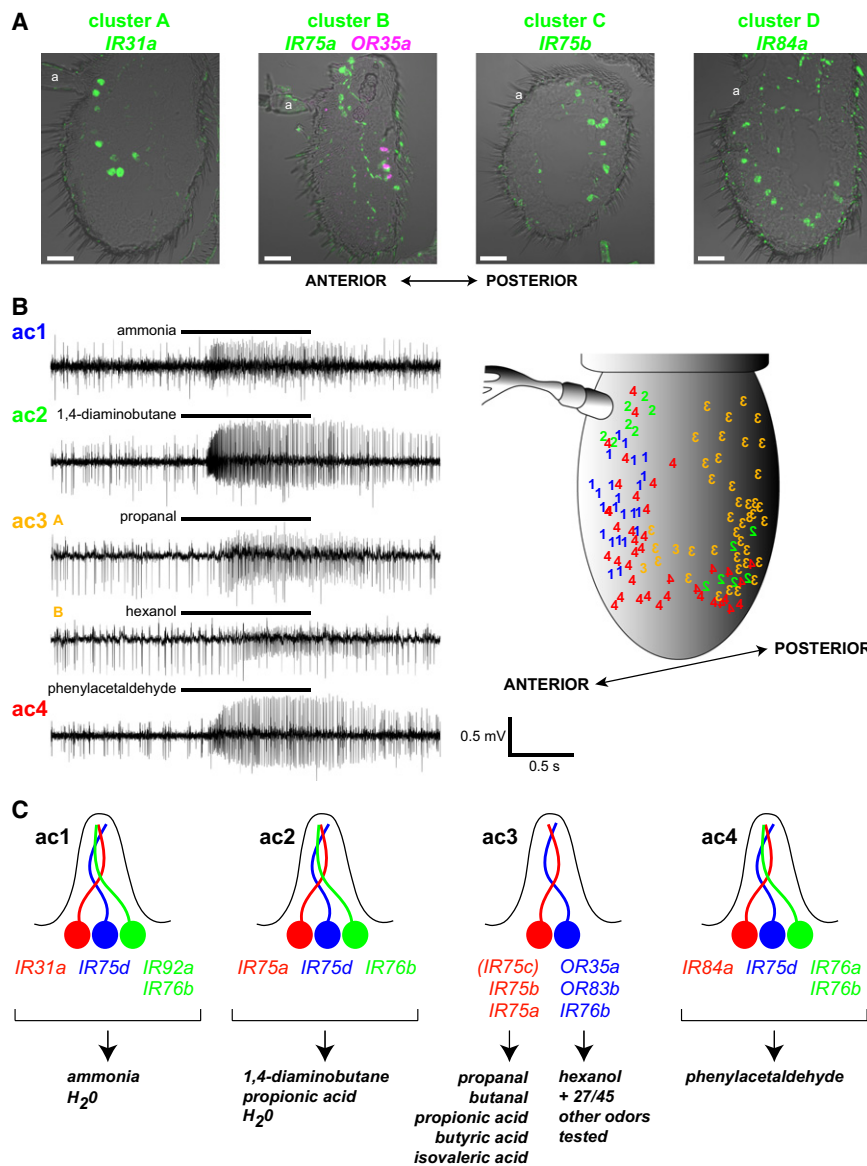 A
cluster A
IR31a
cluster B
IR75a OR35a
cluster C
IR75b
cluster D
IR84a
a
a
a
a
ANTERIOR POSTERIOR
B
ac1
ammonia
ac2
1,4-diaminobutane
ac3 A
propanal
B
hexanol
ac4
phenylacetaldehyde
0.5 mV
0.5 s
POSTERIOR
ANTERIOR
C
ac1
IR31a IR75d IR92a
IR76b
ammonia
H20
ac2
IR75a IR75d IR76b
1,4-diaminobutane
propionic acid
H20
ac3
(IR75c) OR35a
IR75b OR83b
IR75a IR76b
propanal
butanal
propionic acid
butyric acid
isovaleric acid
hexanol
+ 27/45
other odors
tested
ac4
IR84a IR75d IR76a
IR76b
phenylacetaldehyde